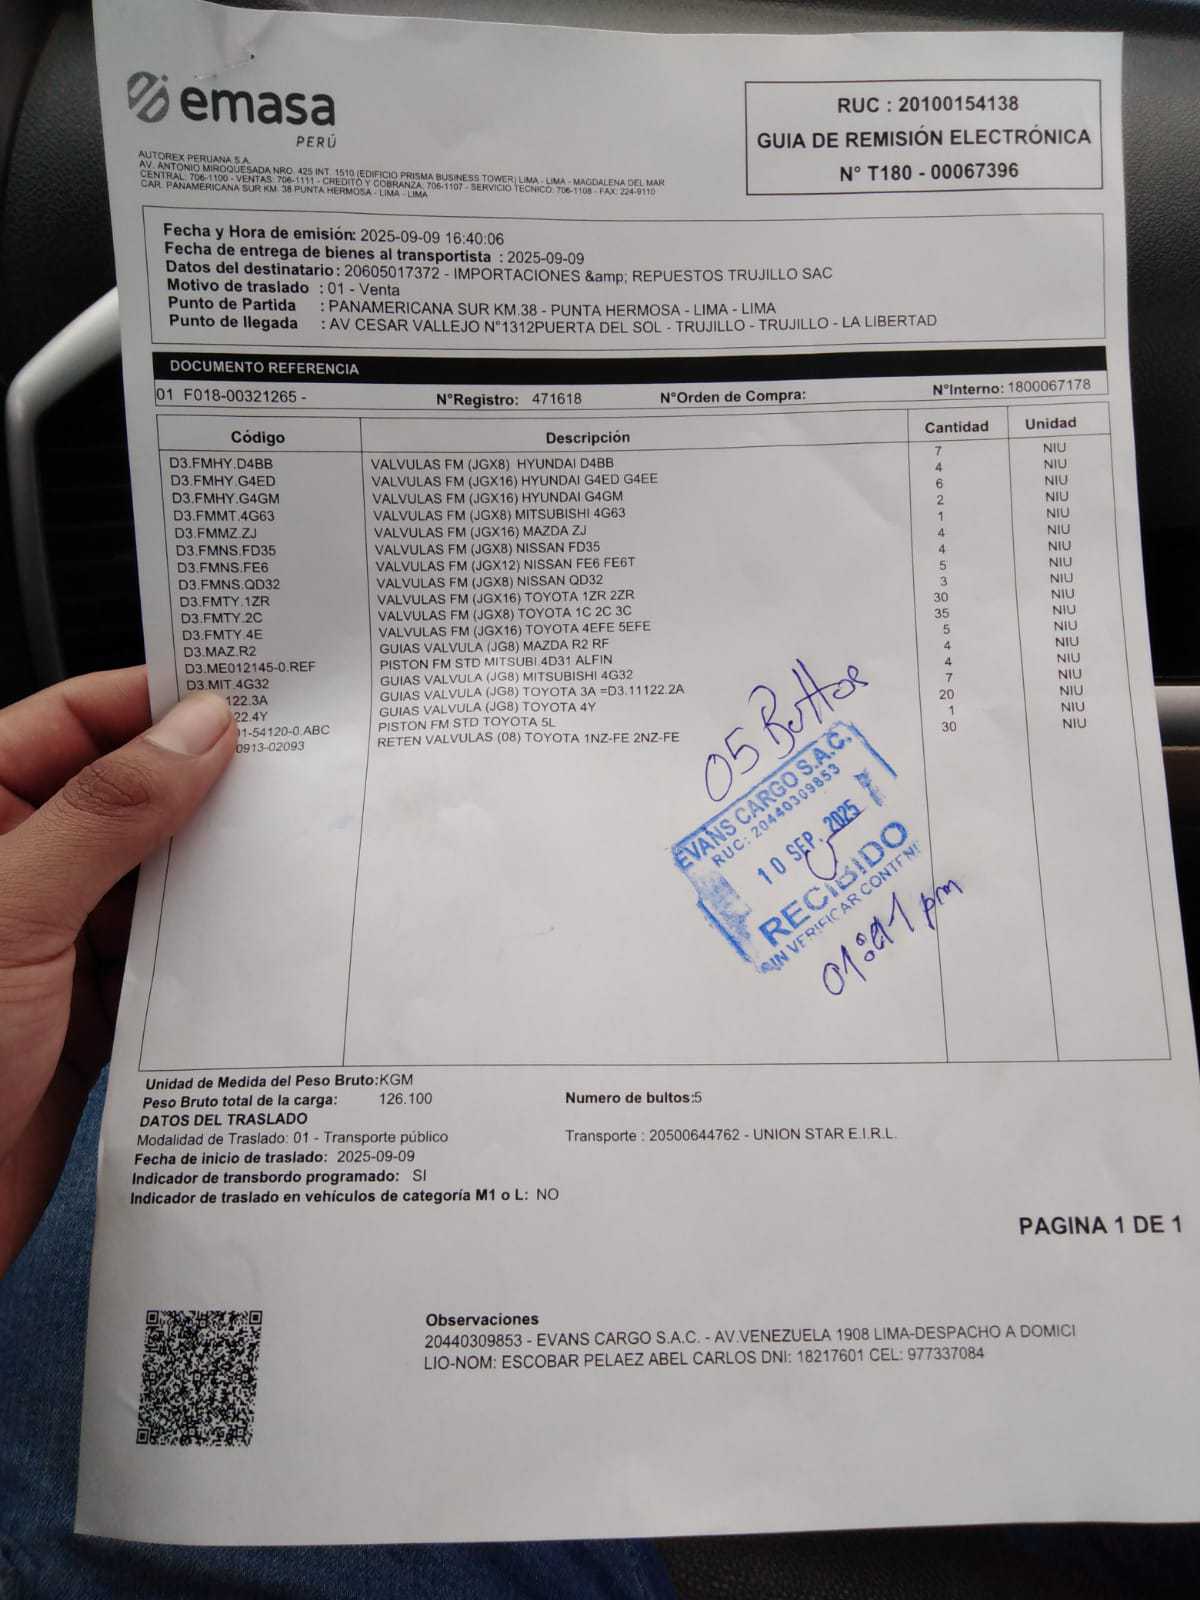 emasa
PERÚ
AUTOREX PERUANA S.A.
AV. ANTONIO MIROQUESADA NRO. 425 INT. 1510 (EDIFICIO PRISMA BUSINESS TOWER) LIMA - LIMA - MAGDALENA DEL MAR
CENTRAL: 706-1100 - VENTAS: 706-1111 - CREDITO Y COBRANZA: 706-1107 - SERVICIO TECNICO: 706-1108 - FAX: 224-9110
CAR. PANAMERICANA SUR KM. 38 PUNTA HERMOSA - LIMA - LIMA
RUC : 20100154138
GUIA DE REMISIÓN ELECTRÓNICA
N° T180 - 00067396
Fecha y Hora de emisión: 2025-09-09 16:40:06
Fecha de entrega de bienes al transportista : 2025-09-09
Datos del destinatario : 20605017372 - IMPORTACIONES &amp; REPUESTOS TRUJILLO SAC
Motivo de traslado : 01 - Venta
Punto de Partida : PANAMERICANA SUR KM.38 - PUNTA HERMOSA - LIMA - LIMA
Punto de llegada : AV CESAR VALLEJO N°1312PUERTA DEL SOL - TRUJILLO - TRUJILLO - LA LIBERTAD
DOCUMENTO REFERENCIA
01 F018-00321265 - N°Registro: 471618 N°Orden de Compra: N°Interno: 1800067178
Código Descripción Cantidad Unidad
D3.FMHY.D4BB VALVULAS FM (JGX8) HYUNDAI D4BB 7 NIU
D3.FMHY.G4ED VALVULAS FM (JGX16) HYUNDAI G4ED G4EE 4 NIU
D3.FMHY.G4GM VALVULAS FM (JGX16) HYUNDAI G4GM 6 NIU
D3.FMMT.4G63 VALVULAS FM (JGX8) MITSUBISHI 4G63 2 NIU
D3.FMMZ.ZJ VALVULAS FM (JGX16) MAZDA ZJ 1 NIU
D3.FMNS.FD35 VALVULAS FM (JGX8) NISSAN FD35 4 NIU
D3.FMNS.FE6 VALVULAS FM (JGX12) NISSAN FE6 FE6T 4 NIU
D3.FMNS.QD32 VALVULAS FM (JGX8) NISSAN QD32 5 NIU
D3.FMTY.1ZR VALVULAS FM (JGX16) TOYOTA 1ZR 2ZR 3 NIU
D3.FMTY.2C VALVULAS FM (JGX8) TOYOTA 1C 2C 3C 30 NIU
D3.FMTY.4E VALVULAS FM (JGX16) TOYOTA 4EFE 5EFE 35 NIU
D3.MAZ.R2 GUIAS VALVULA (JG8) MAZDA R2 RF 5 NIU
D3.ME012145-0.REF PISTON FM STD MITSUBI.4D31 ALFIN 4 NIU
D3.MIT.4G32 GUIAS VALVULA (JG8) MITSUBISHI 4G32 4 NIU
122.3A GUIAS VALVULA (JG8) TOYOTA 3A =D3.11122.2A 7 NIU
22.4Y GUIAS VALVULA (JG8) TOYOTA 4Y 20 NIU
01-54120-0.ABC PISTON FM STD TOYOTA 5L 1 NIU
0913-02093 RETEN VALVULAS (08) TOYOTA 1NZ-FE 2NZ-FE 30 NIU
05 Bultos
EVANS CARGO S.A.C.
RUC: 20440309853
10 SEP. 2025
RECIBIDO
SIN VERIFICAR CONTENI
pm
Unidad de Medida del Peso Bruto:KGM
Peso Bruto total de la carga: 126.100 Numero de bultos:5
DATOS DEL TRASLADO
Modalidad de Traslado: 01 - Transporte público Transporte : 20500644762 - UNION STAR E.I.R.L.
Fecha de inicio de traslado: 2025-09-09
Indicador de transbordo programado: SI
Indicador de traslado en vehículos de categoría M1 o L: NO
PAGINA 1 DE 1
Observaciones
20440309853 - EVANS CARGO S.A.C. - AV.VENEZUELA 1908 LIMA-DESPACHO A DOMICI
LIO-NOM: ESCOBAR PELAEZ ABEL CARLOS DNI: 18217601 CEL: 977337084